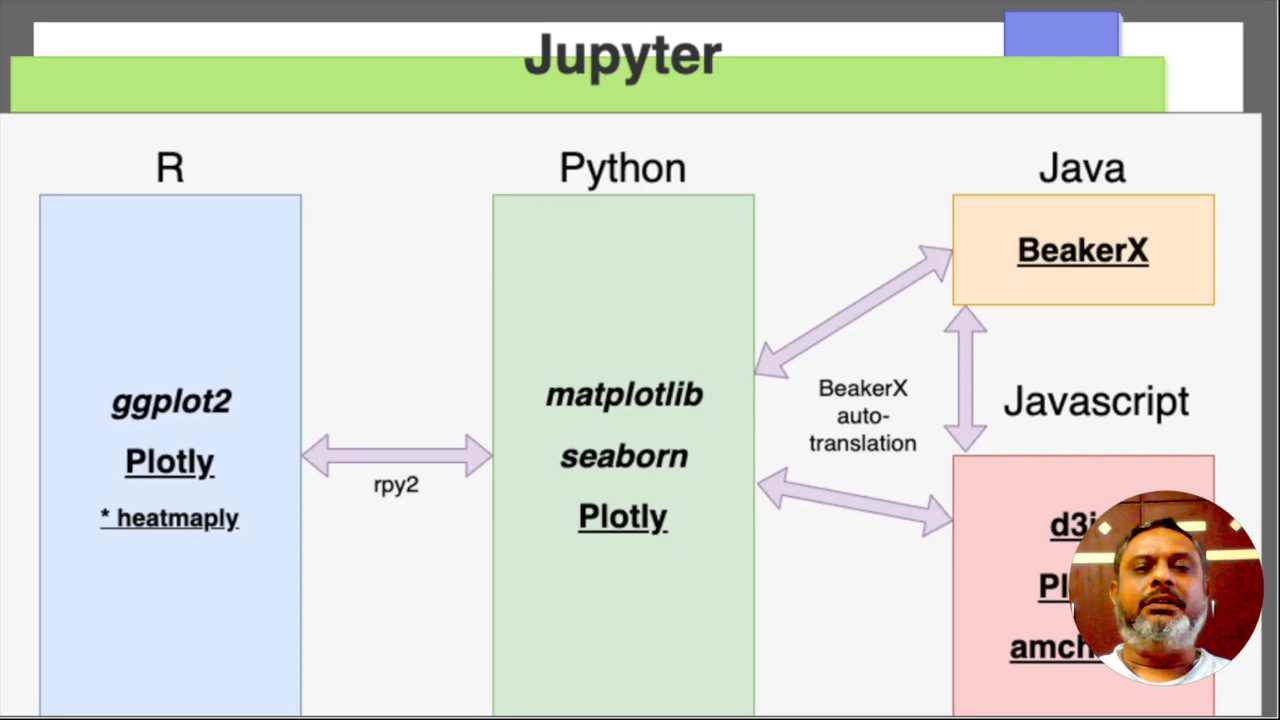 Jupyter
R
Python
Java
ggplot2
Plotly
* heatmaply
rpy2
matplotlib
seaborn
Plotly
BeakerX
BeakerX
auto-
translation
Javascript